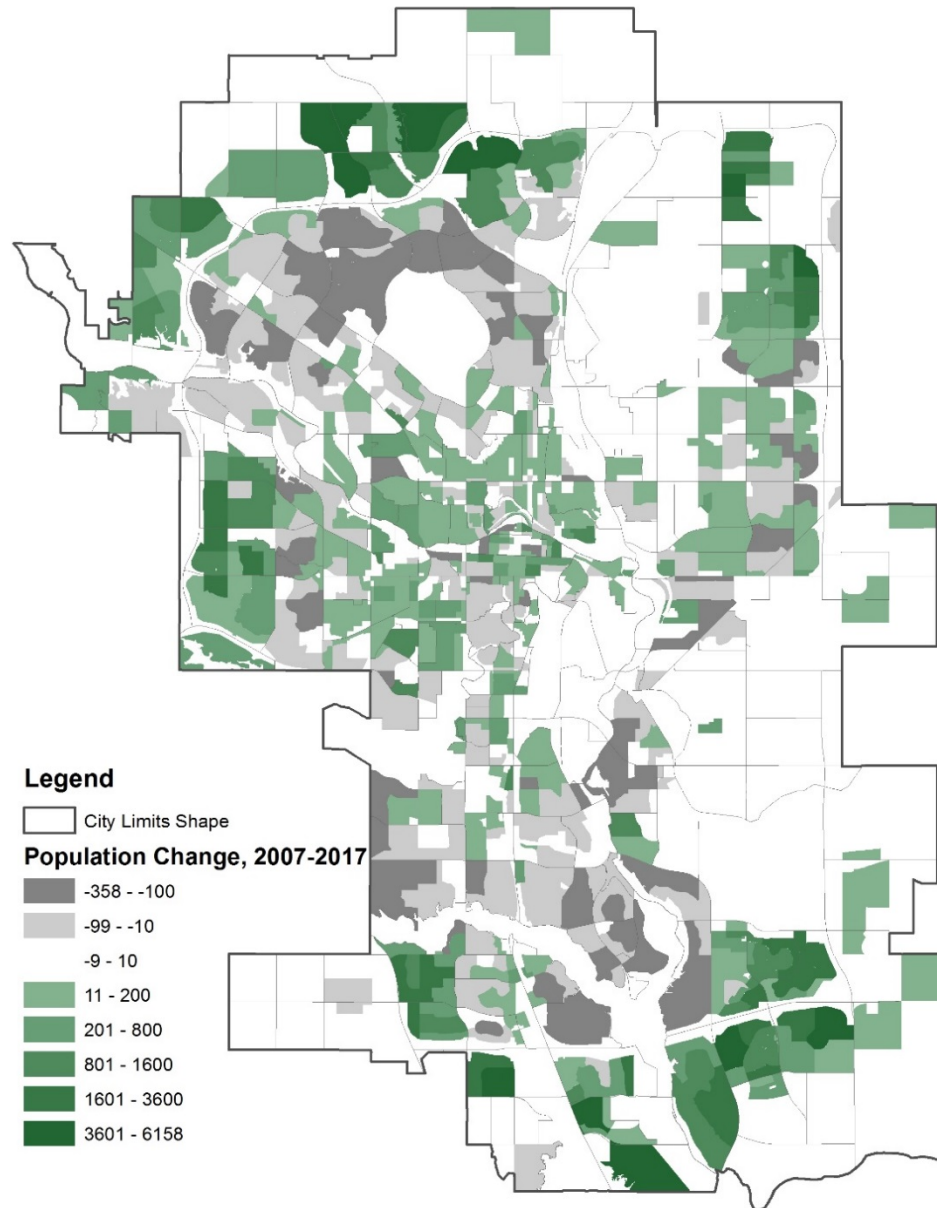 Legend
City Limits Shape
Population Change, 2007-2017
-358 - -100
-99 - -10
-9 - 10
11 - 200
201 - 800
801 - 1600
1601 - 3600
3601 - 6158